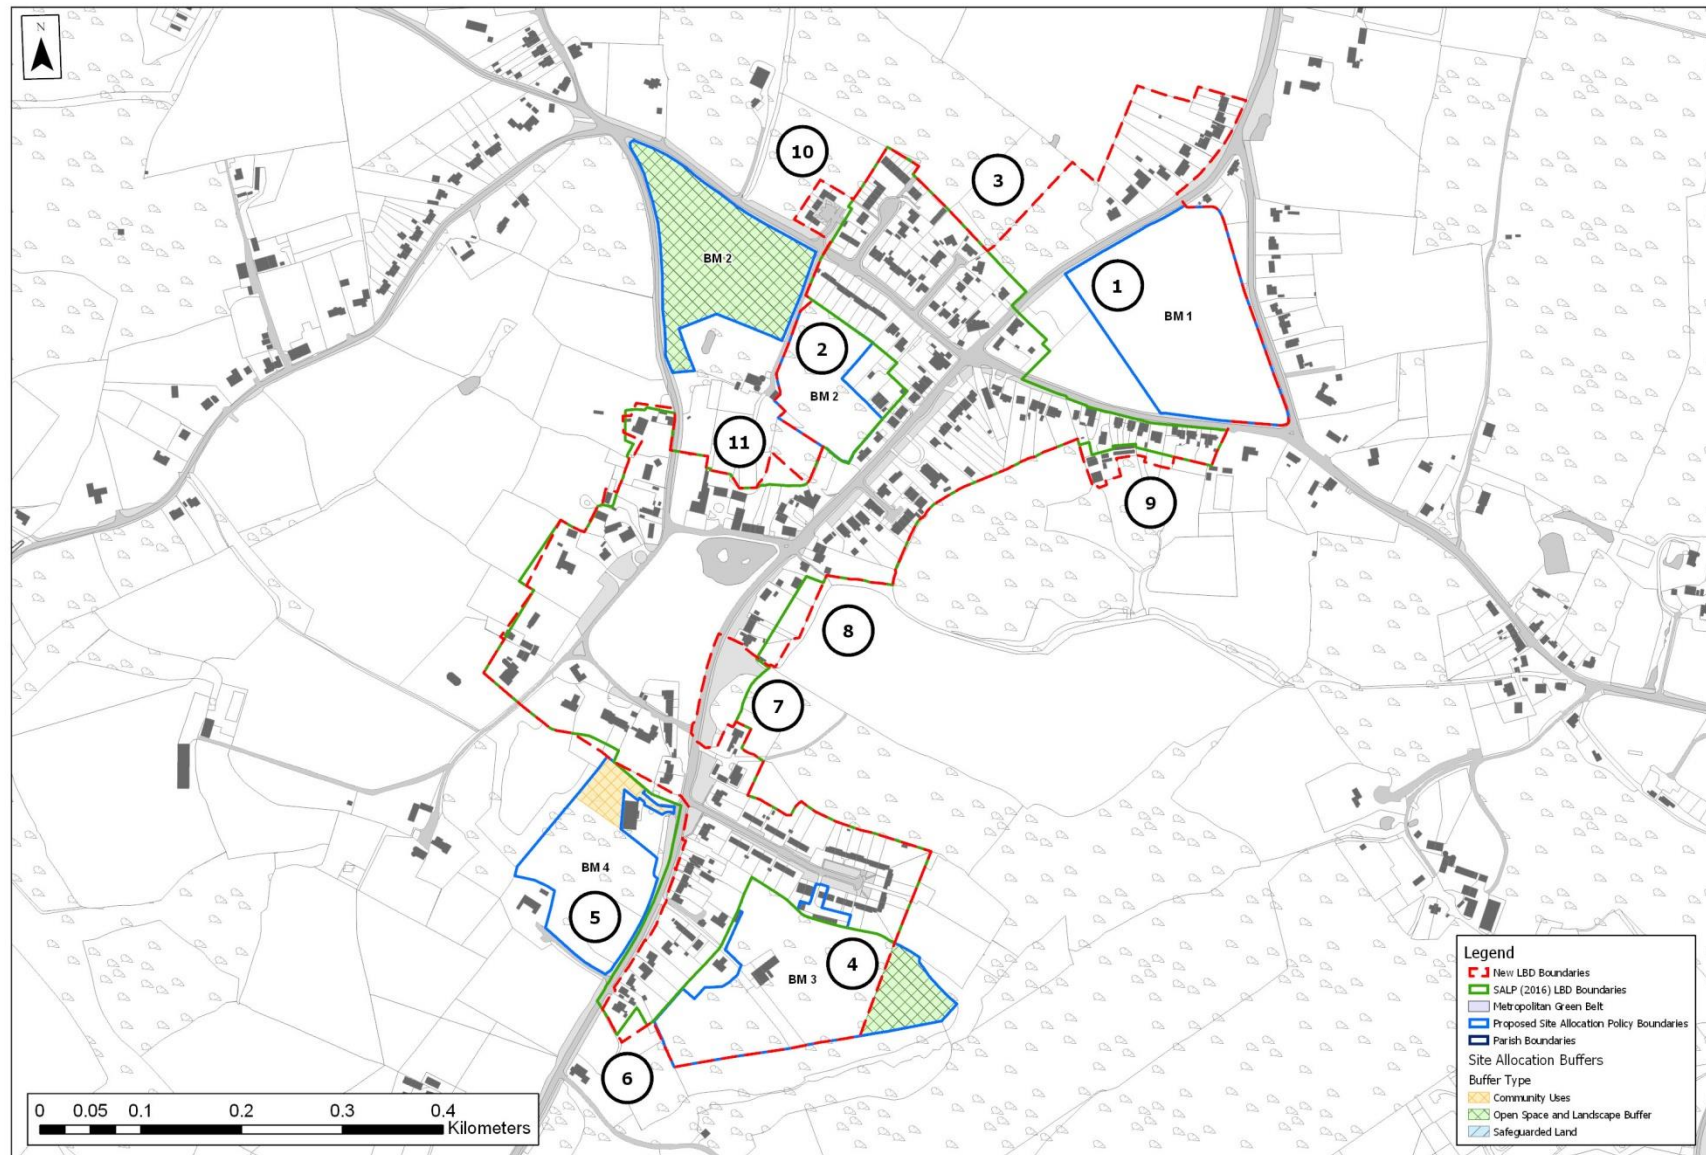 N
10
3
BM 2
1
BM 1
2
BM 2
11
9
8
7
BM 4
5
BM 3
4
6
0 0.05 0.1 0.2 0.3 0.4
Kilometers
Legend
New LBD Boundaries
SALP (2016) LBD Boundaries
Metropolitan Green Belt
Proposed Site Allocation Policy Boundaries
Parish Boundaries
Site Allocation Buffers
Buffer Type
Community Uses
Open Space and Landscape Buffer
Safeguarded Land